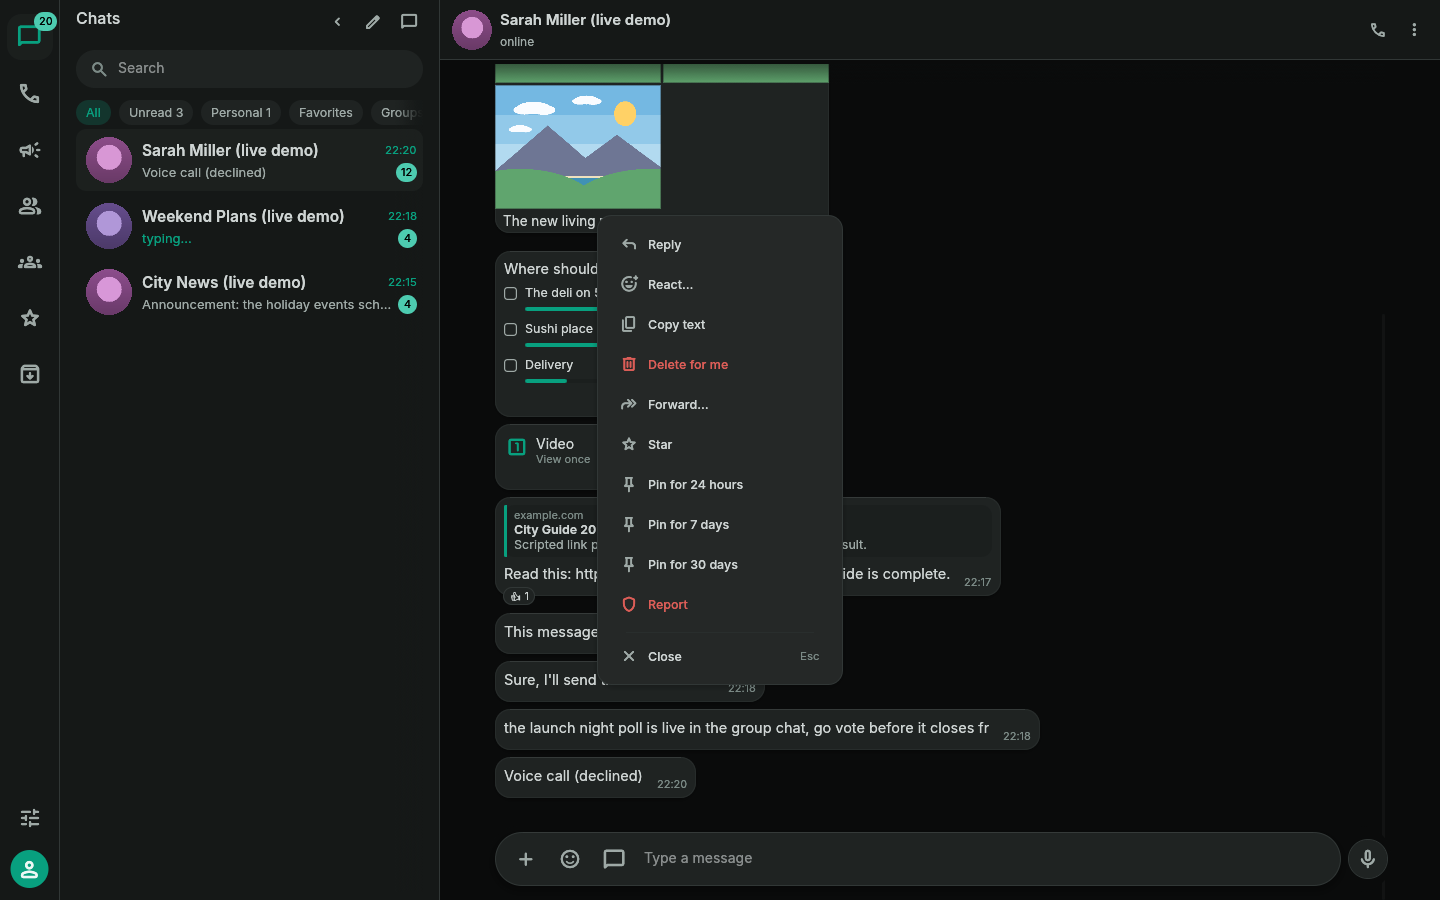 20
Chats
Search
All
Unread 3
Personal 1
Favorites
Group
Sarah Miller (live demo)
22:20
Voice call (declined)
12
Weekend Plans (live demo)
22:18
typing...
4
City News (live demo)
22:15
Announcement: the holiday events sch...
4
Sarah Miller (live demo)
online
The new living
Where should
The deli on
Sushi place
Delivery
Video
View once
example.com
City Guide 20
Scripted link p
sult.
Read this: http
ide is complete.
22:17
👍 1
This message
Sure, I'll send
22:18
the launch night poll is live in the group chat, go vote before it closes fr
22:18
Voice call (declined)
22:20
Reply
React...
Copy text
Delete for me
Forward...
Star
Pin for 24 hours
Pin for 7 days
Pin for 30 days
Report
Close
Esc
Type a message